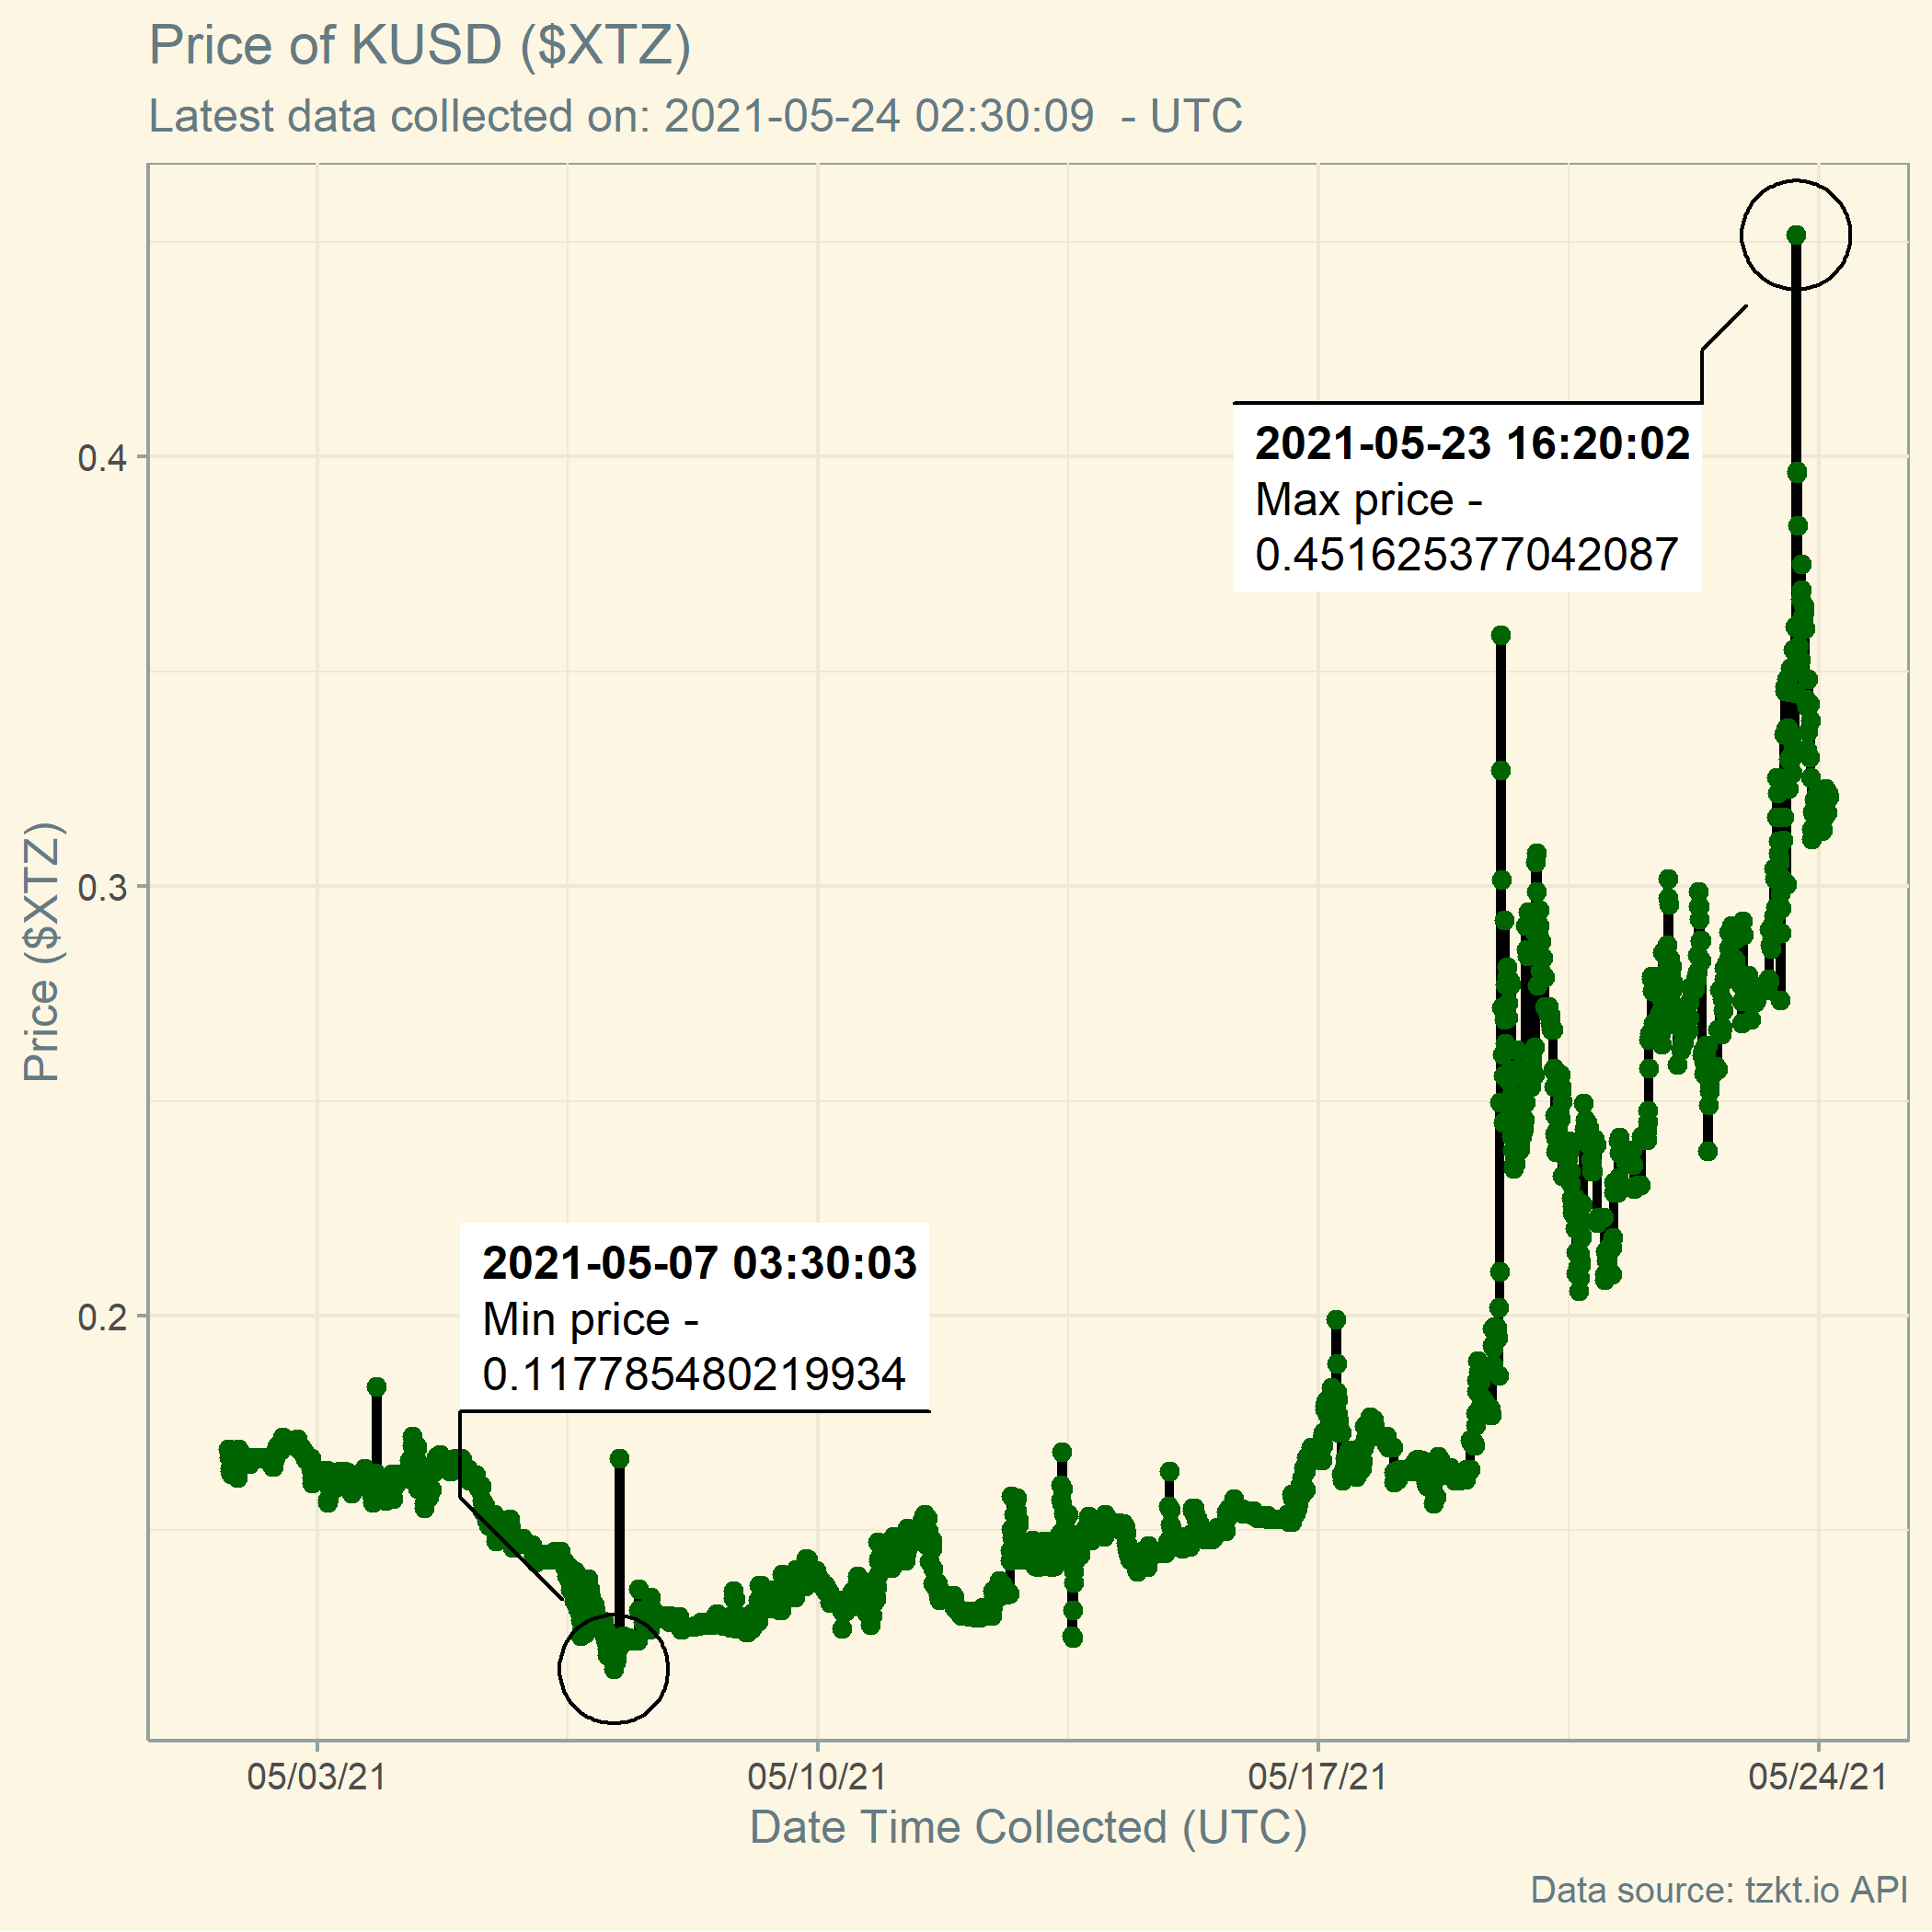 Price of KUSD ($XTZ)
Latest data collected on: 2021-05-24 02:30:09  - UTC
2021-05-23 16:20:02
Max price -
0.451625377042087
2021-05-07 03:30:03
Min price -
0.117785480219934
Price ($XTZ)
0.4
0.3
0.2
05/03/21
05/10/21
05/17/21
05/24/21
Date Time Collected (UTC)
Data source: tzkt.io API